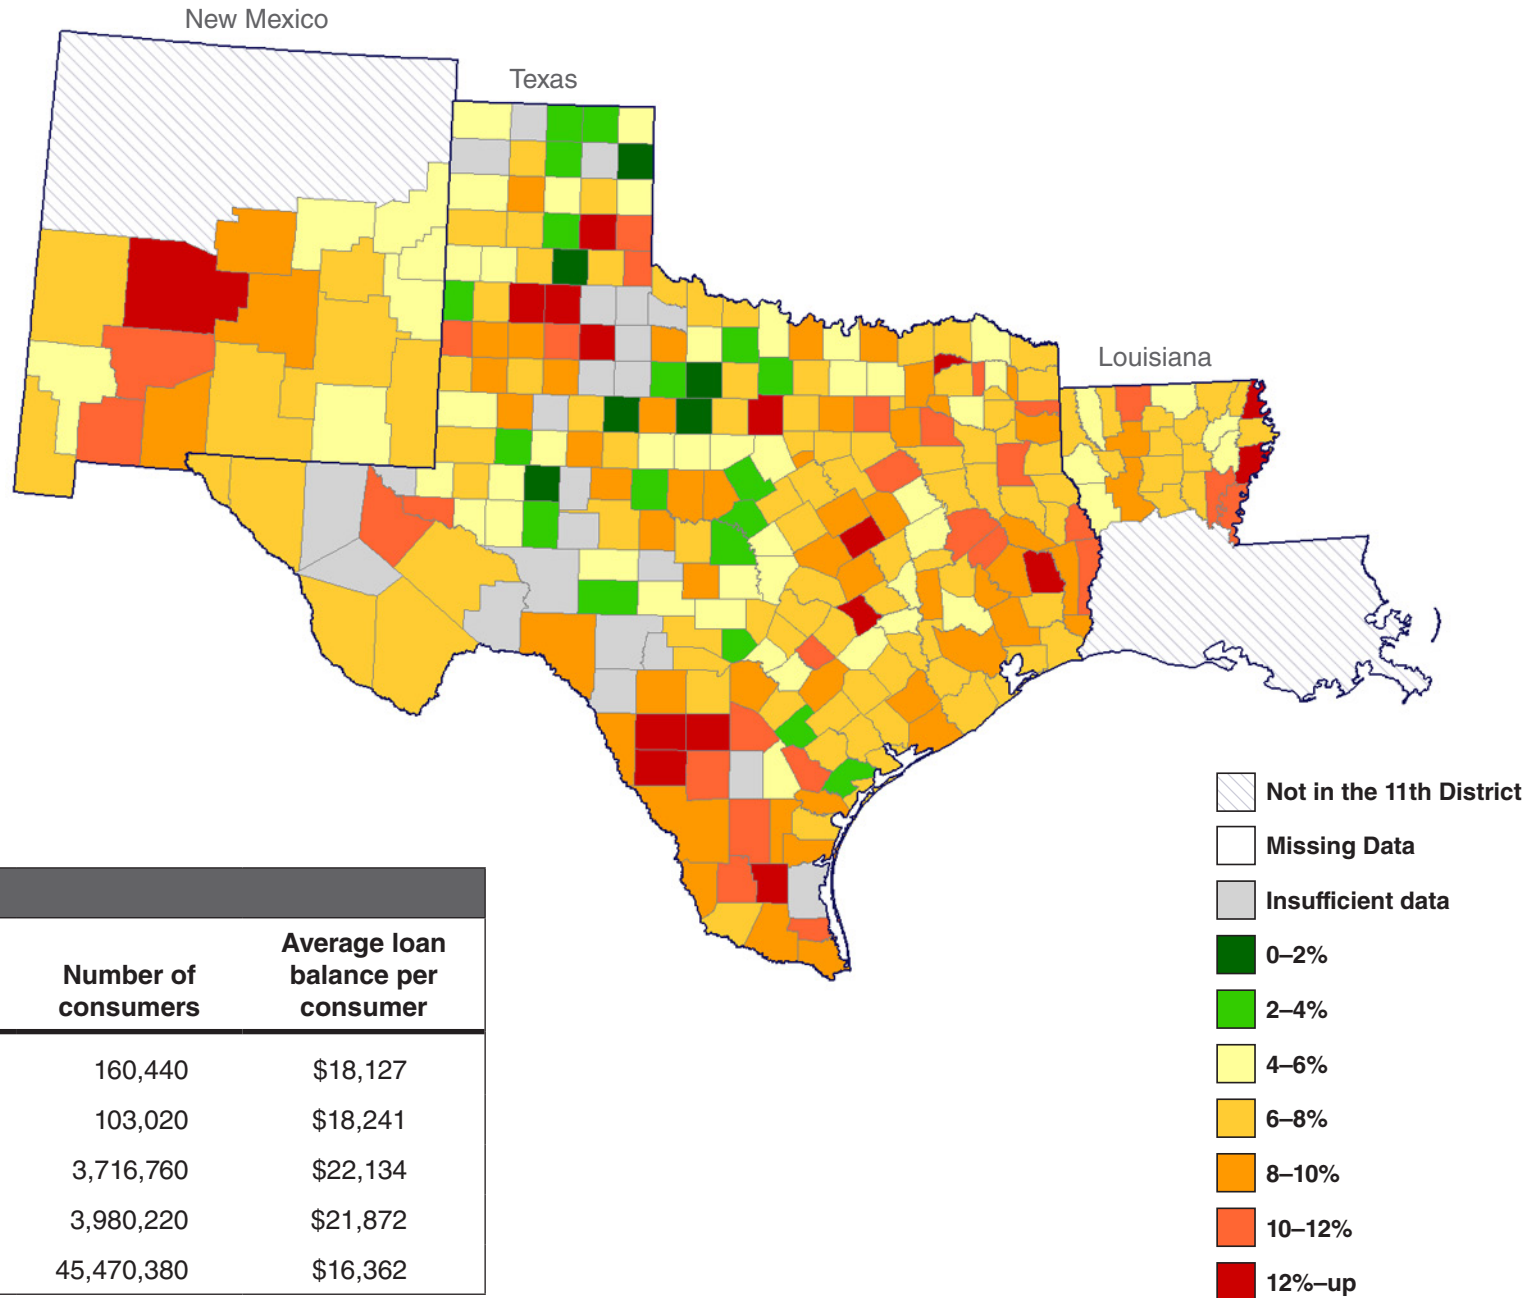 New Mexico
Texas
Louisiana
Not in the 11th District
Missing Data
Insufficient data
0–2%
2–4%
4–6%
6–8%
8–10%
10–12%
12%–up
Number of
consumers
Average loan
balance per
consumer
160,440 $18,127
103,020 $18,241
3,716,760 $22,134
3,980,220 $21,872
45,470,380 $16,362